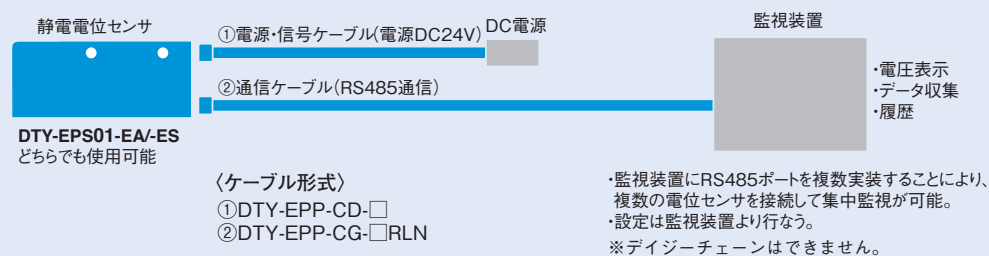 静電電位センサ
①電源・信号ケーブル(電源DC24V)
DC電源
監視装置
②通信ケーブル(RS485通信)
・電圧表示
・データ収集
・履歴
DTY-EPS01-EA/-ES
どちらでも使用可能
〈ケーブル形式〉
①DTY-EPP-CD-□
②DTY-EPP-CG-□RLN
・監視装置にRS485ポートを複数実装することにより、
複数の電位センサを接続して集中監視が可能。
・設定は監視装置より行なう。
※デイジーチェーンはできません。